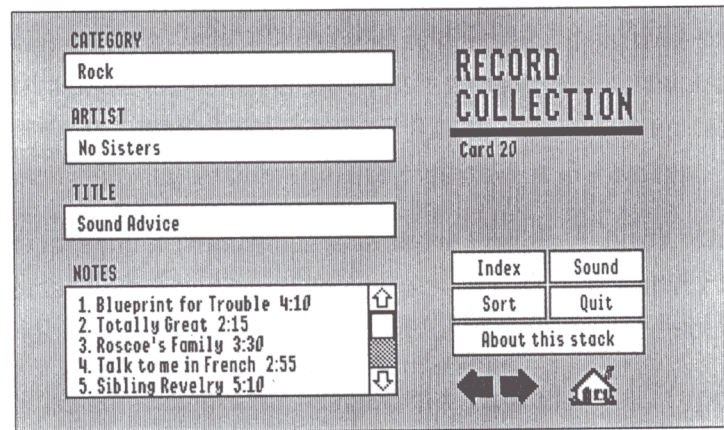 CATEGORY
Rock
ARTIST
No Sisters
TITLE
Sound Advice
NOTES
1. Blueprint for Trouble 4:10
2. Totally Great 2:15
3. Roscoe's Family 3:30
4. Talk to me in French 2:55
5. Sibling Revelry 5:10
RECORD
COLLECTION
Card 20
Index
Sound
Sort
Quit
About this stack